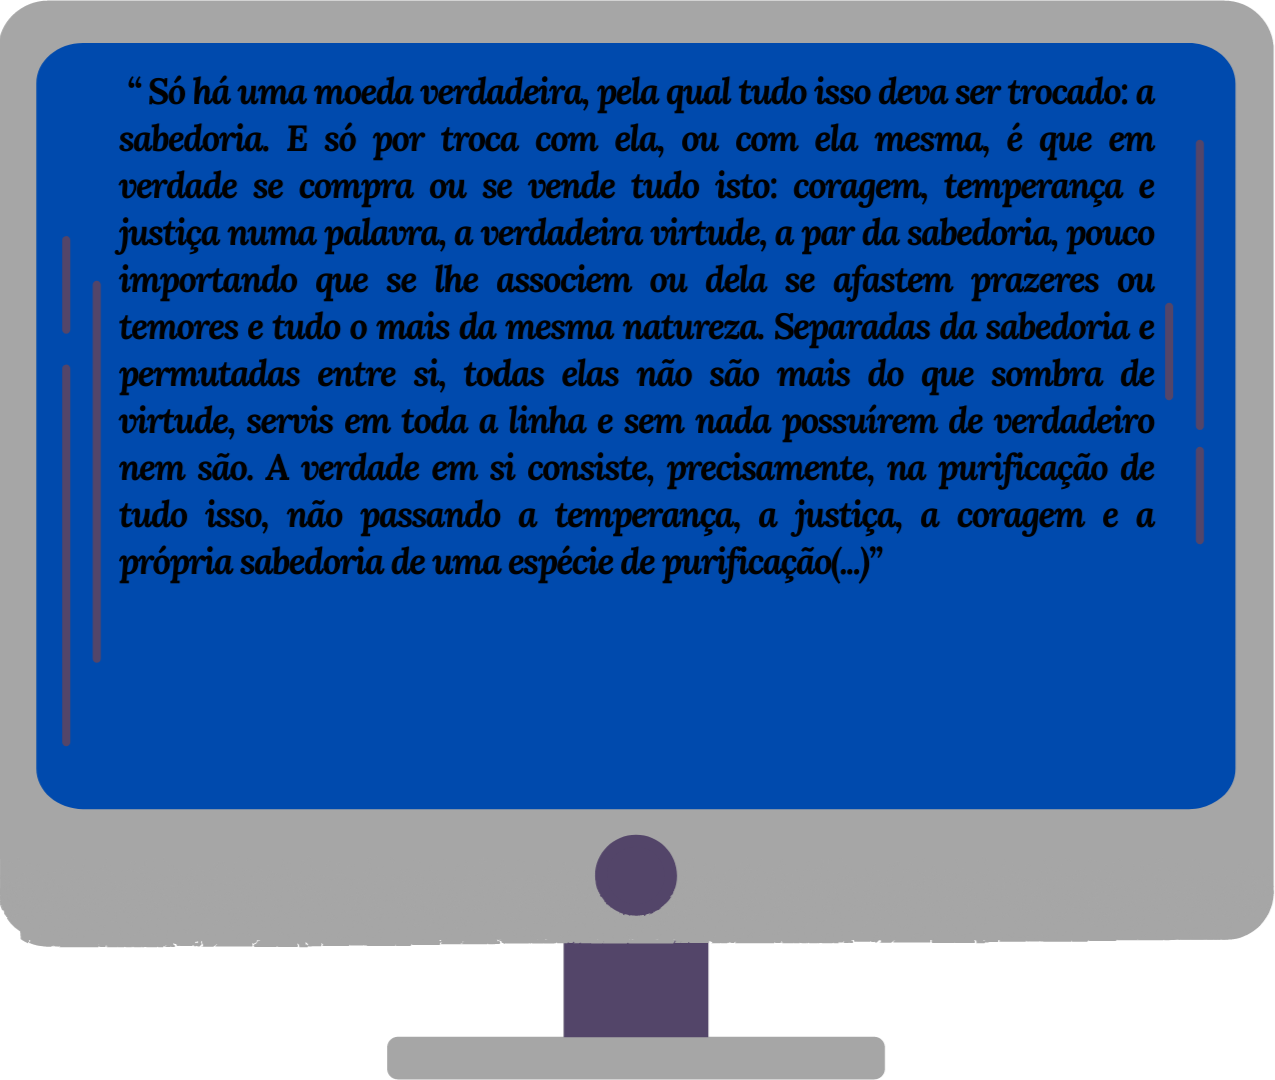 “ Só há uma moeda verdadeira, pela qual tudo isso deva ser trocado: a
sabedoria. E só por troca com ela, ou com ela mesma, é que em
verdade se compra ou se vende tudo isto: coragem, temperança e
justiça numa palavra, a verdadeira virtude, a par da sabedoria, pouco
importando que se lhe associem ou dela se afastem prazeres ou
temores e tudo o mais da mesma natureza. Separadas da sabedoria e
permutadas entre si, todas elas não são mais do que sombra de
virtude, servis em toda a linha e sem nada possuírem de verdadeiro
nem são. A verdade em si consiste, precisamente, na purificação de
tudo isso, não passando a temperança, a justiça, a coragem e a
própria sabedoria de uma espécie de purificação(...)”